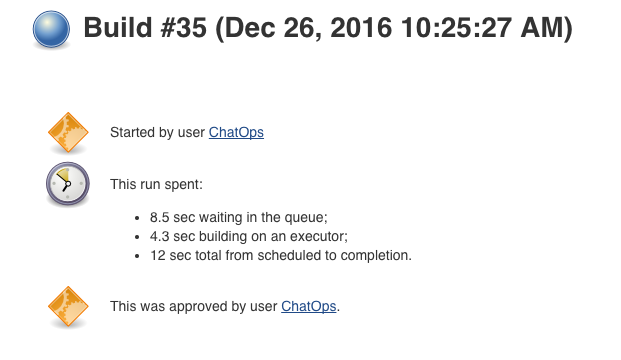 Build #35 (Dec 26, 2016 10:25:27 AM)
Started by user ChatOps
This run spent:
• 8.5 sec waiting in the queue;
• 4.3 sec building on an executor;
• 12 sec total from scheduled to completion.
This was approved by user ChatOps.